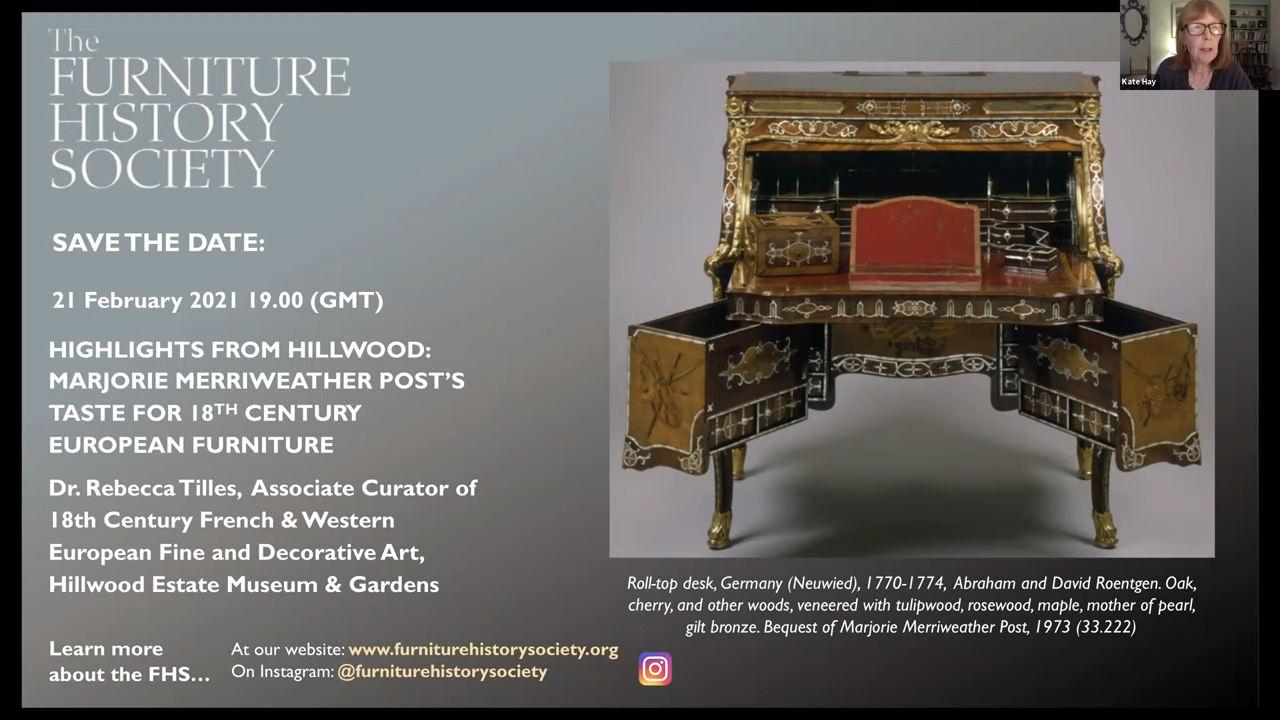 The
FURNITURE
HISTORY
SOCIETY
SAVE THE DATE:
21 February 2021 19.00 (GMT)
HIGHLIGHTS FROM HILLWOOD:
MARJORIE MERRIWEATHER POST'S
TASTE FOR 18TH CENTURY
EUROPEAN FURNITURE
Dr. Rebecca Tilles, Associate Curator of
18th Century French & Western
European Fine and Decorative Art,
Hillwood Estate Museum & Gardens
Learn more
about the FHS...
At our website: www.furniturehistorysociety.org
On Instagram: @furniturehistorysociety
Kate Hay
Roll-top desk, Germany (Neuwied), 1770-1774, Abraham and David Roentgen. Oak,
cherry, and other woods, veneered with tulipwood, rosewood, maple, mother of pearl,
gilt bronze. Bequest of Marjorie Merriweather Post, 1973 (33.222)